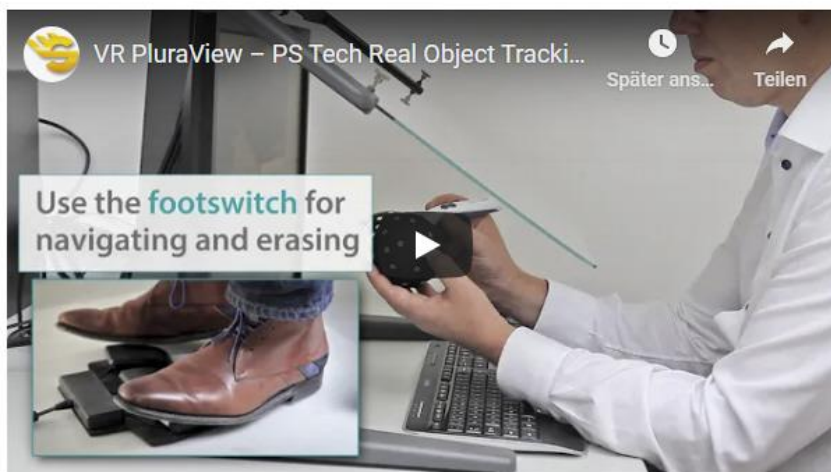 VR PluraView – PS Tech Real Object Tracki...
Später ans...
Teilen
Use the footswitch for
navigating and erasing